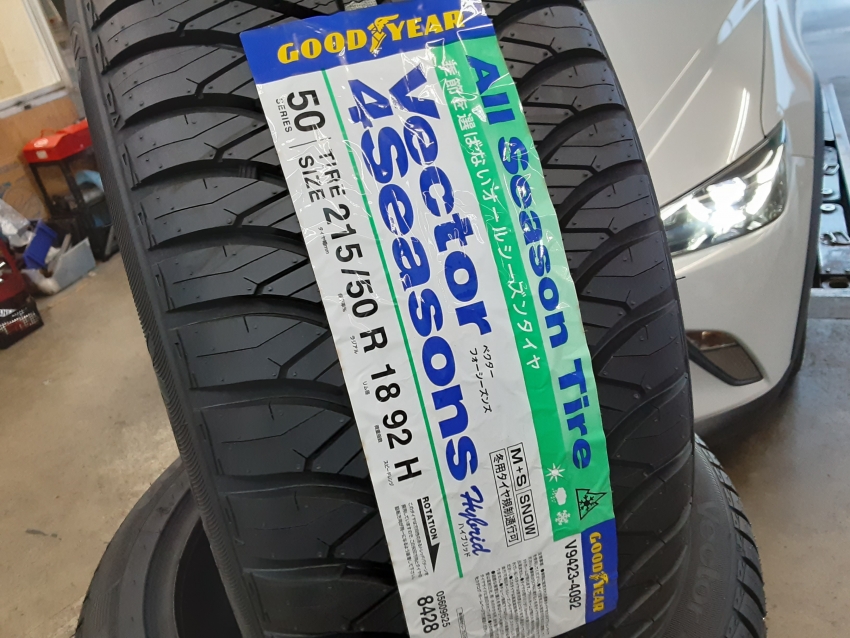 GOODYEAR
All Season Tire
季節を選ばないオールシーズンタイヤ
Vector
4Seasons
ベクター
フォーシーズンズ
Hybrid
ハイブリッド
50
SERIES
TIRE
SIZE
215/50 R 18 92 H
M+S SNOW
冬用タイヤ規制通行可
ROTATION
05609625
8428
V9423-4092
GOODYEAR
Vector